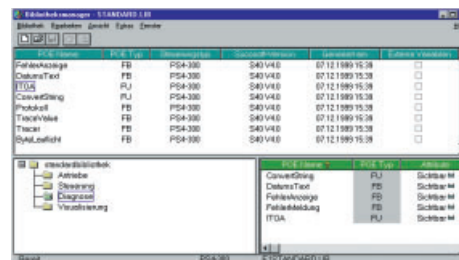 Bibliotheksmanager - STANDARD.LIB
Bibliothek Bearbeiten Ansicht Extras Fenster
POE Name POE Typ Steuerungstyp Sucosoft-Version Generiert am Externe Variablen
FehlerAnzeige FB PS4-300 S40 V4.0 07.12.1999 15:39
DatumsText FB PS4-300 S40 V4.0 07.12.1999 15:39
ITOA FU PS4-300 S40 V4.0 07.12.1999 15:39
ConvertString FU PS4-300 S40 V4.0 07.12.1999 15:39
Protokoll FB PS4-300 S40 V4.0 07.12.1999 15:39
TraceValue FB PS4-300 S40 V4.0 07.12.1999 15:39
Tracer FB PS4-300 S40 V4.0 07.12.1999 15:39
FB PS4-300 S40 V4.0 07.12.1999 15:39
standardbibliothek
Antriebe
Steuerung
Diagnose
Visualisierung
POE Name POE Typ Attribute
ConvertString FU Sichtbar
DatumsText FB Sichtbar
FehlerAnzeige FB Sichtbar
FehlerMeldung FB Sichtbar
ITOA FU Sichtbar
Bereit PS4-300